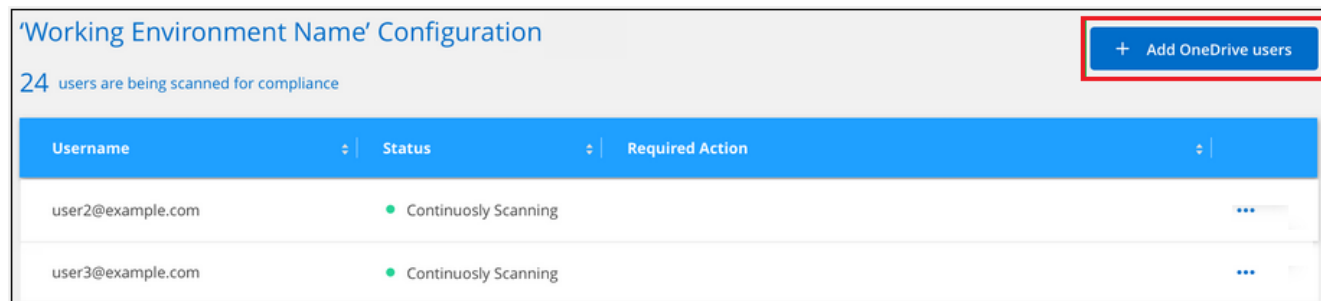 ‘Working Environment Name’ Configuration
+ Add OneDrive users
24 users are being scanned for compliance
Username Status Required Action
user2@example.com Continuosly Scanning
user3@example.com Continuosly Scanning